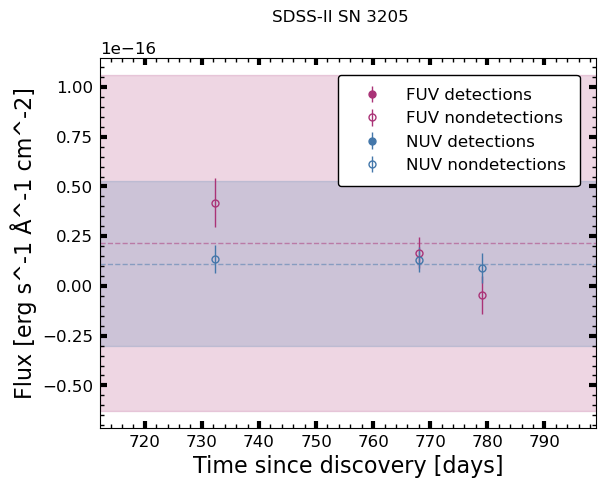 SDSS-II SN 3205
1e−16
FUV detections
FUV nondetections
NUV detections
NUV nondetections
1.00
0.75
0.50
0.25
0.00
−0.25
−0.50
Flux [erg s^-1 Å^-1 cm^-2]
720 730 740 750 760 770 780 790
Time since discovery [days]